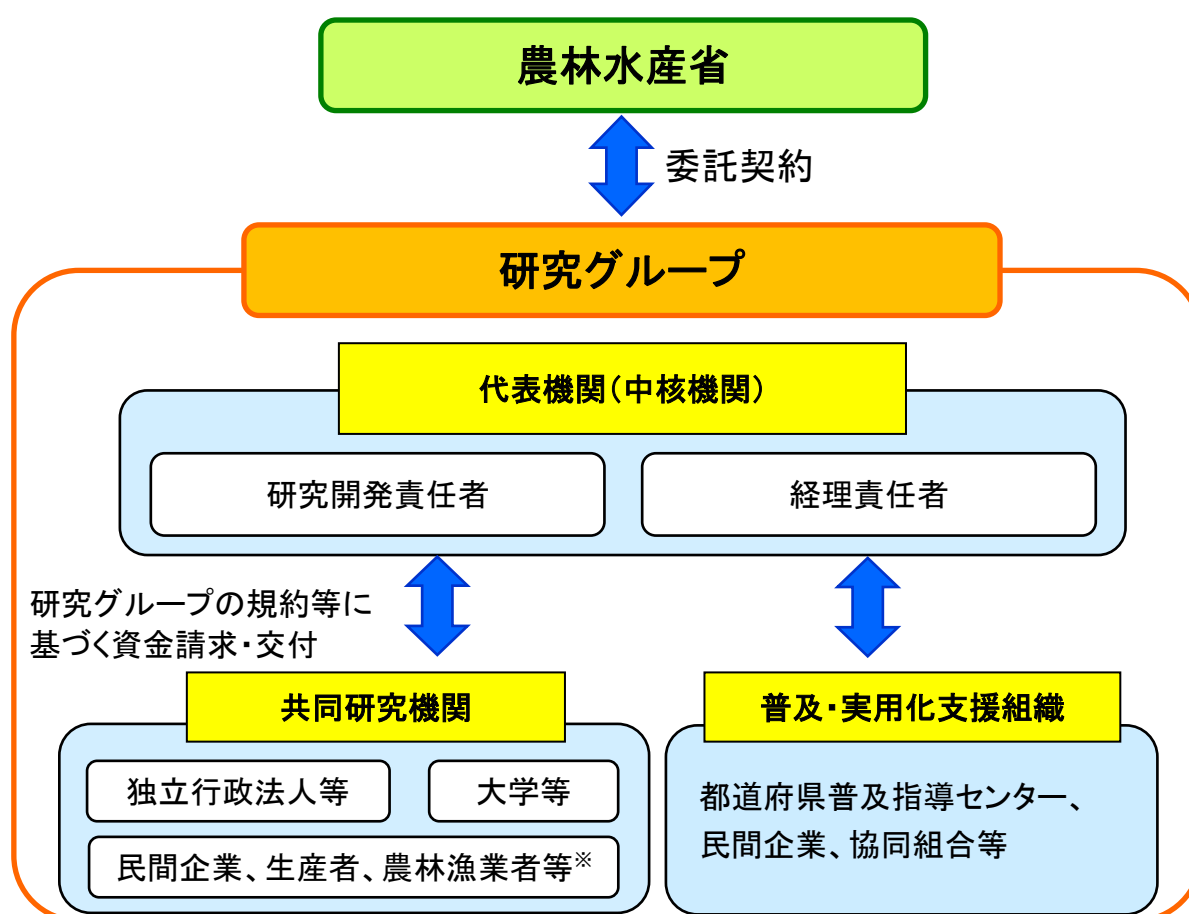 農林水産省
委託契約
研究グループ
代表機関(中核機関)
研究開発責任者
経理責任者
研究グループの規約等に
基づく資金請求・交付
共同研究機関
独立行政法人等
大学等
民間企業、生産者、農林漁業者等※
普及・実用化支援組織
都道府県普及指導センター、
民間企業、協同組合等